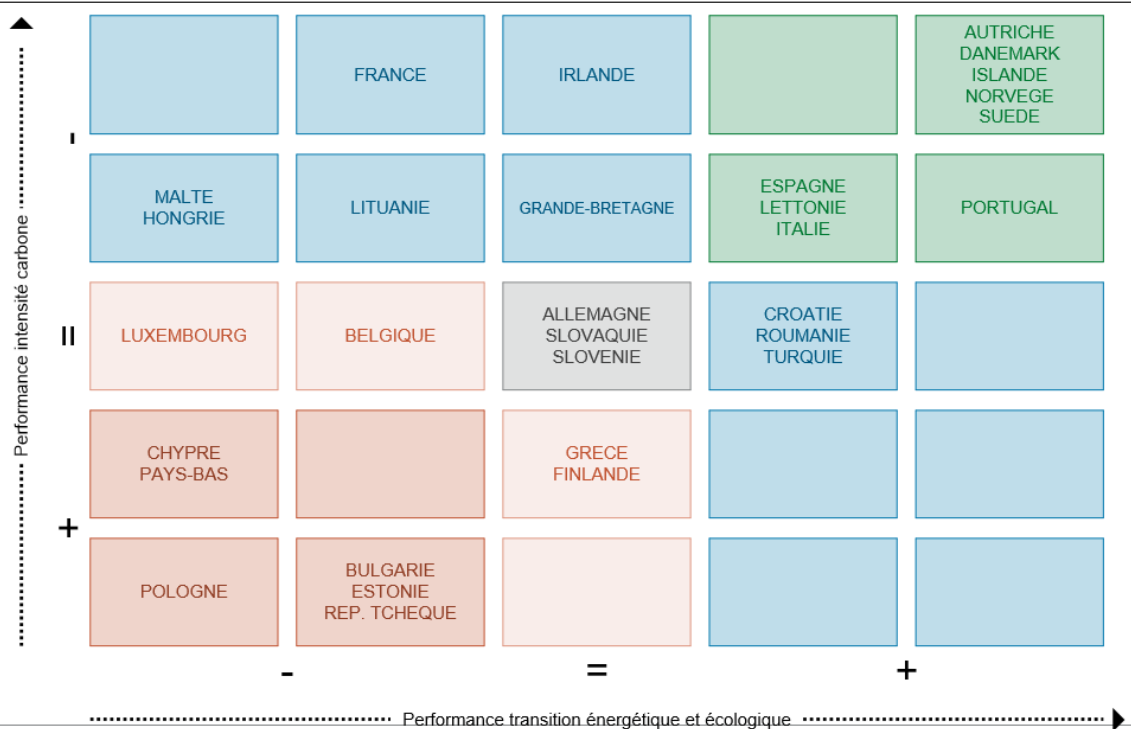 FRANCE
IRLANDE
AUTRICHE
DANEMARK
ISLANDE
NORVEGE
SUEDE
-
MALTE
HONGRIE
LITUANIE
GRANDE-BRETAGNE
ESPAGNE
LETTONIE
ITALIE
PORTUGAL
Performance intensité carbone
=
LUXEMBOURG
BELGIQUE
ALLEMAGNE
SLOVAQUIE
SLOVENIE
CROATIE
ROUMANIE
TURQUIE
CHYPRE
PAYS-BAS
GRECE
FINLANDE
+
POLOGNE
BULGARIE
ESTONIE
REP. TCHEQUE
-
=
+
Performance transition énergétique et écologique